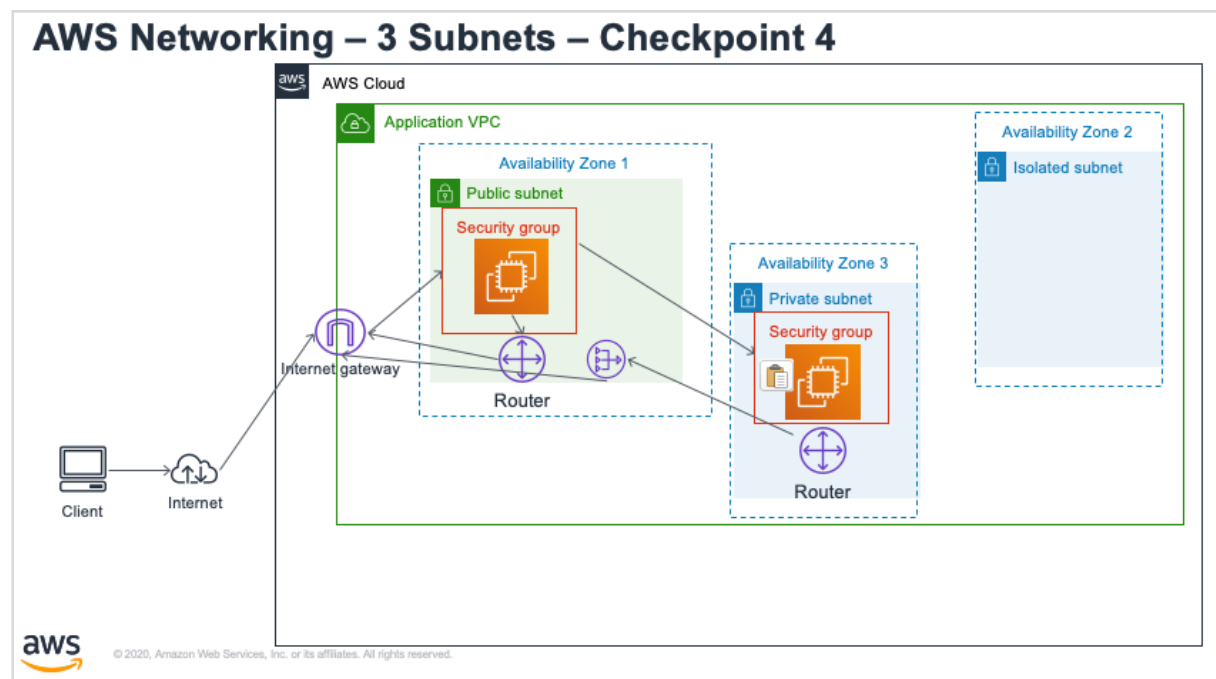 AWS Networking – 3 Subnets – Checkpoint 4
aws
AWS Cloud
Application VPC
Availability Zone 1
Public subnet
Security group
Router
Internet gateway
Availability Zone 2
Isolated subnet
Availability Zone 3
Private subnet
Security group
Router
Client
Internet
aws
© 2020, Amazon Web Services, Inc. or its affiliates. All rights reserved.